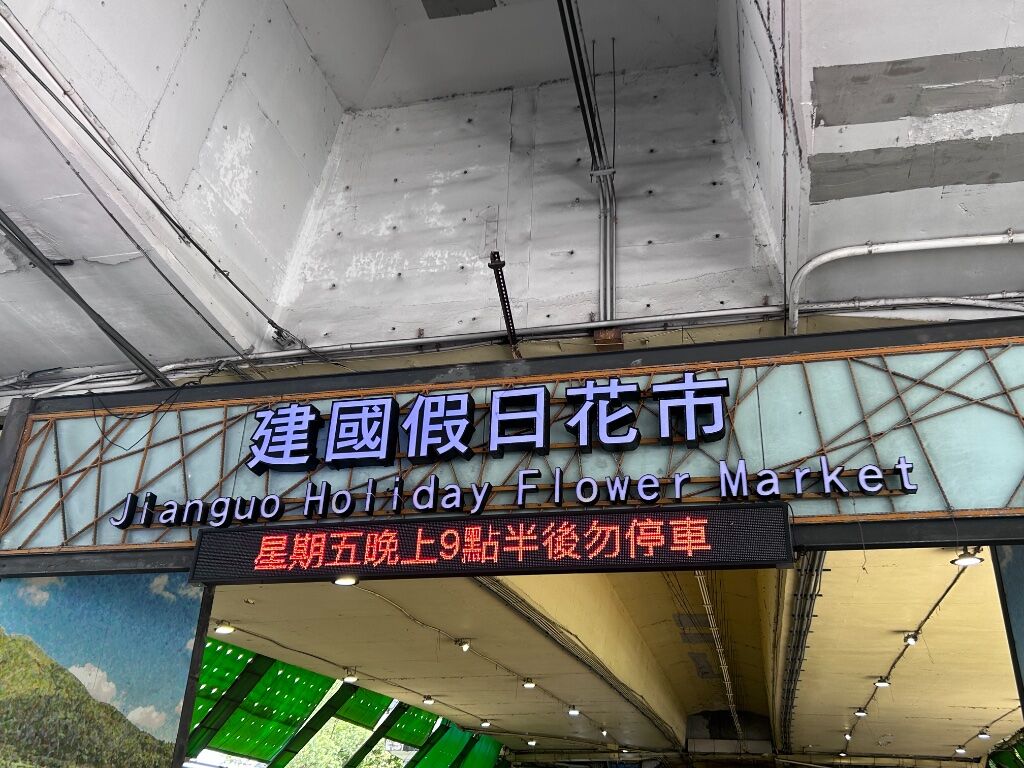 建國假日花市
Jianguo Holiday Flower Market
星期五晚上9點半後勿停車